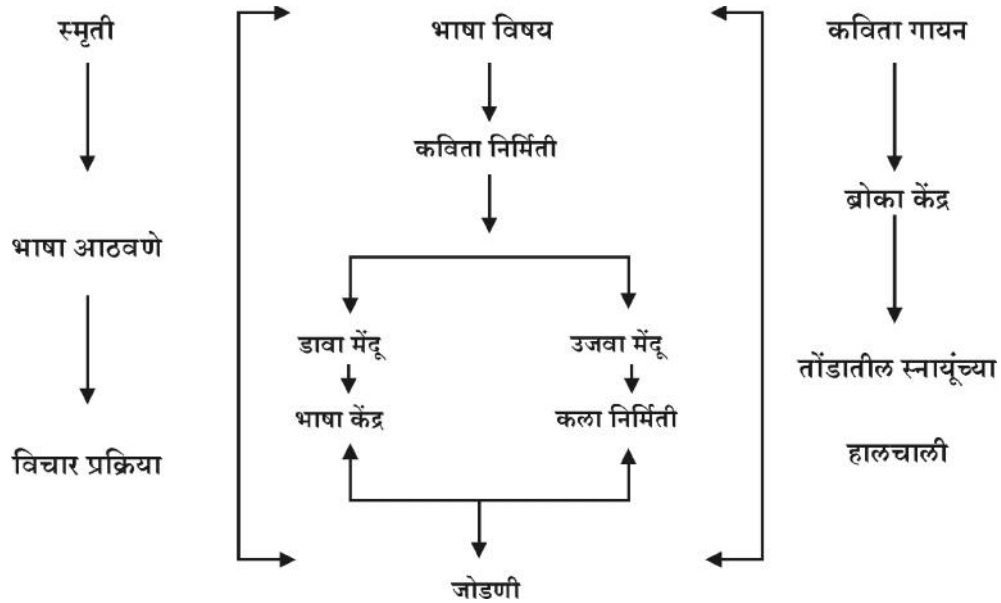 स्मृती
भाषा विषय
कविता गायन
कविता निर्मिती
ब्रोका केंद्र
भाषा आठवणे
डावा मेंदू
उजवा मेंदू
तोंडातील स्नायूंच्या
भाषा केंद्र
कला निर्मिती
विचार प्रक्रिया
हालचाली
जोडणी